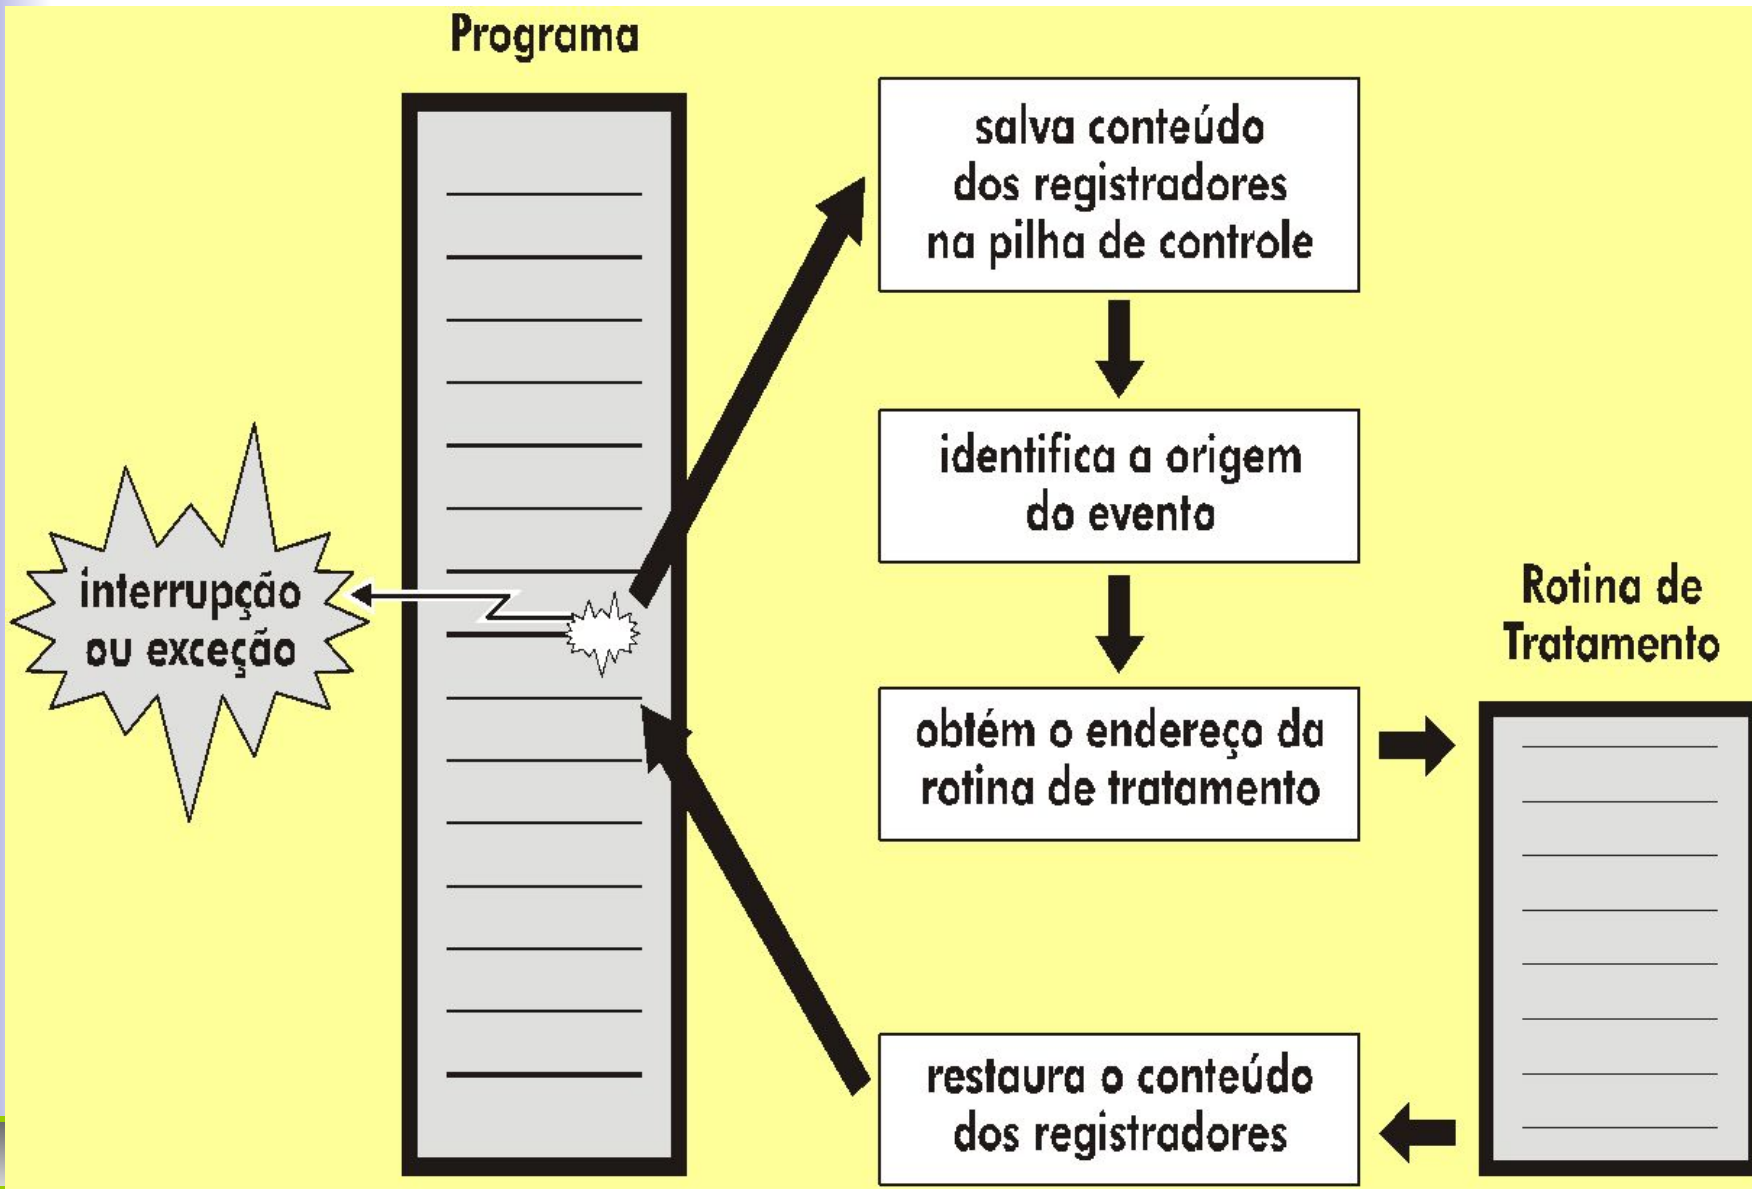 Programa
salva conteúdo
dos registradores
na pilha de controle
identifica a origem
do evento
interrupção
ou exceção
Rotina de
Tratamento
obtém o endereço da
rotina de tratamento
restaura o conteúdo
dos registradores